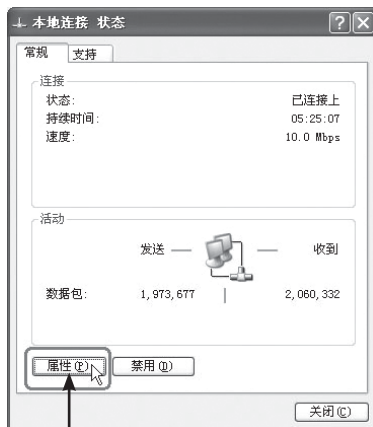 本地连接 状态
常规 支持
连接
状态: 已连接上
持续时间: 05:25:07
速度: 10.0 Mbps
活动
发送 — — 收到
数据包: 1,973,677 | 2,060,332
属性(P) 禁用(D)
关闭(C)